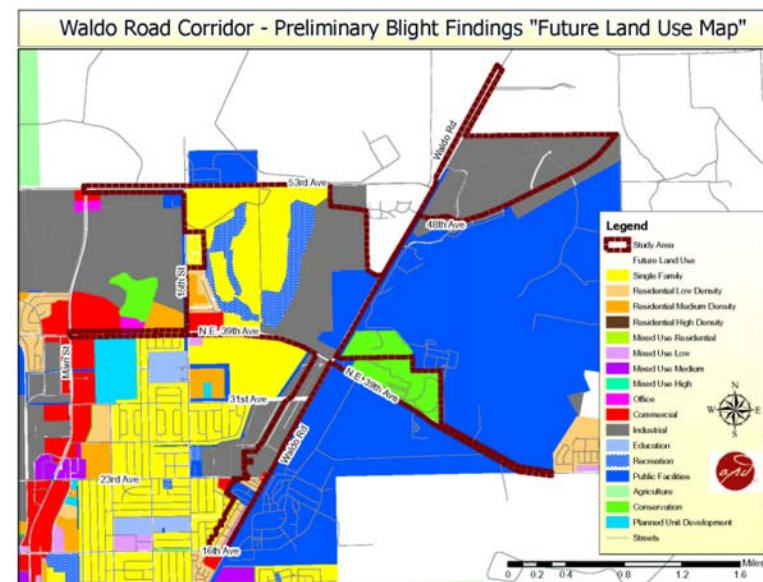 Waldo Road Corridor - Preliminary Blight Findings "Future Land Use Map"
Waldo Rd
53rd Ave
48th Ave
15th St
N.E. 39th Ave
Main St
31st Ave
N.E. 39th Ave
Waldo Rd
23rd Ave
16th Ave
Legend
Study Area
Future Land Use
Single Family
Residential Low Density
Residential Medium Density
Residential High Density
Mixed Use Residential
Mixed Use Low
Mixed Use Medium
Mixed Use High
Office
Commercial
Industrial
Education
Recreation
Public Facilities
Agriculture
Conservation
Planned Unit Development
Streets
N
W
E
S
0 0.2 0.4 0.8 1.2 1.6
Miles